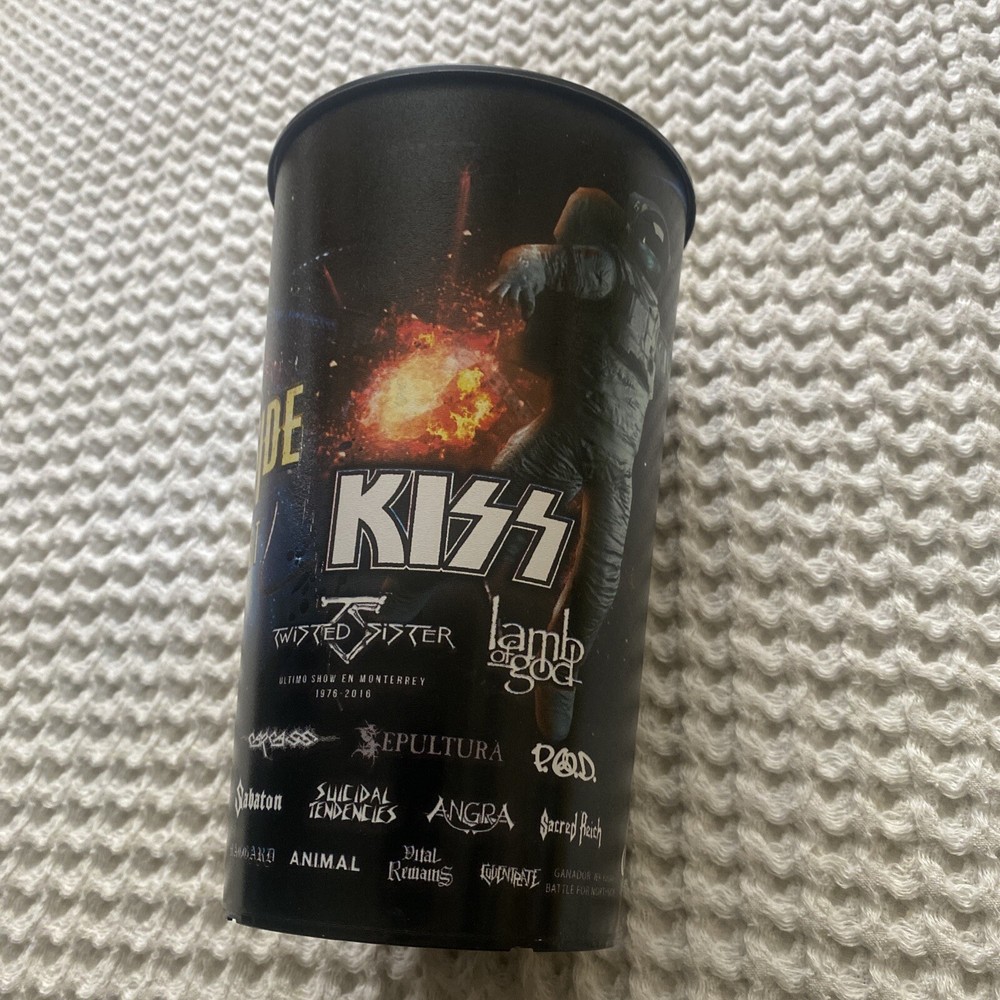 DE
KISS
TWISTED SISTER
lamb of god
ULTIMO SHOW EN MONTERREY
1976-2016
CARCASS
SEPULTURA
P.O.D.
Sabaton
SUICIDAL TENDENCIES
ANGRA
Sacred Reich
A.N.I.M.A.L
Vital Remains
GANADOR
BATTLE FOR